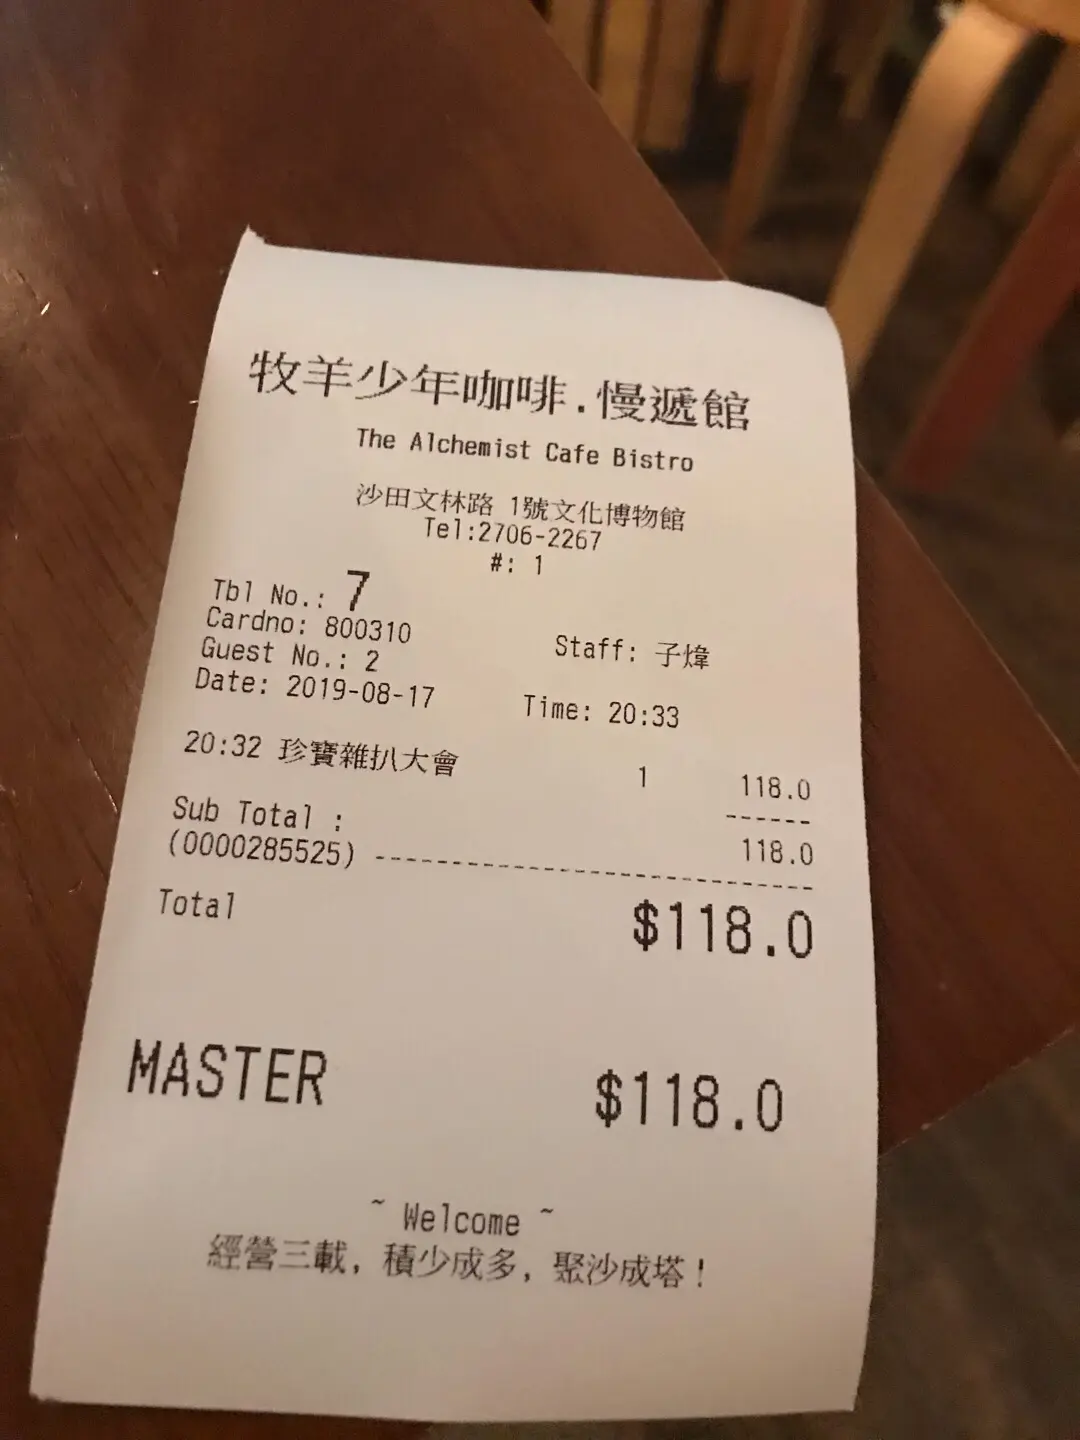 牧羊少年咖啡.慢遞館
The Alchemist Cafe Bistro
沙田文林路 1號文化博物館
Tel:2706-2267
#: 1
Tbl No.: 7
Cardno: 800310
Staff: 子煒
Guest No.: 2
Date: 2019-08-17 Time: 20:33
20:32 珍寶雜扒大會 1 118.0
------
Sub Total : 118.0
(0000285525) ----------------------------
Total $118.0
MASTER $118.0
~ Welcome ~
經營三載, 積少成多, 聚沙成塔!